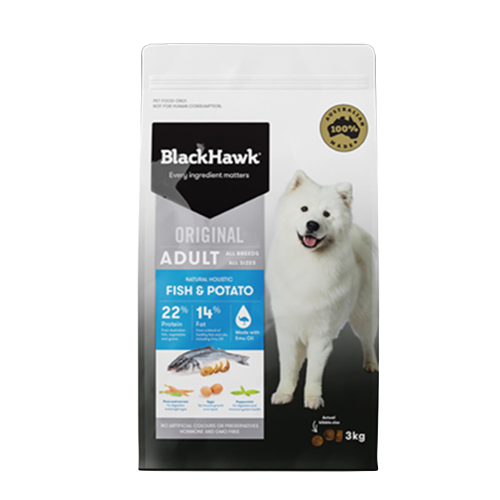 PET FOOD ONLY.
NOT FOR HUMAN CONSUMPTION.
AUSTRALIAN
100%
MADE
BlackHawk
Every ingredient matters
ORIGINAL
ADULT
ALL BREEDS
ALL SIZES
NATURAL HOLISTIC
FISH & POTATO
22%
Protein
14%
Fat
Made with
Emu Oil
Eggs
Peppermint
NO ARTIFICIAL COLOURS OR PRESERVATIVES
HORMONE AND GMO FREE
Actual
kibble size
3kg